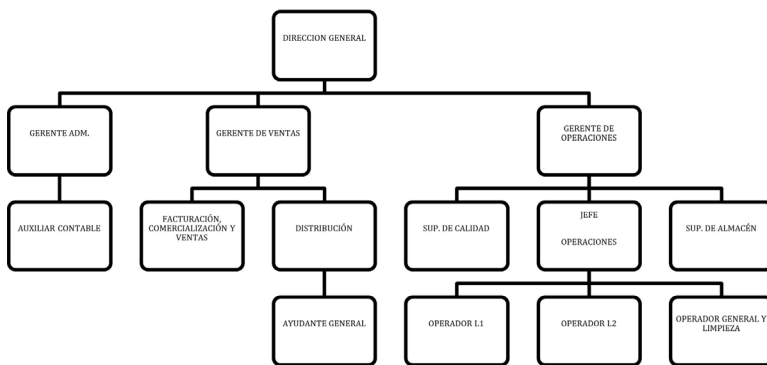 DIRECCION GENERAL
GERENTE ADM.
GERENTE DE VENTAS
GERENTE DE
OPERACIONES
AUXILIAR CONTABLE
FACTURACIÓN,
COMERCIALIZACIÓN Y
VENTAS
DISTRIBUCIÓN
SUP. DE CALIDAD
JEFE
OPERACIONES
SUP. DE ALMACÉN
AYUDANTE GENERAL
OPERADOR L1
OPERADOR L2
OPERADOR GENERAL Y
LIMPIEZA